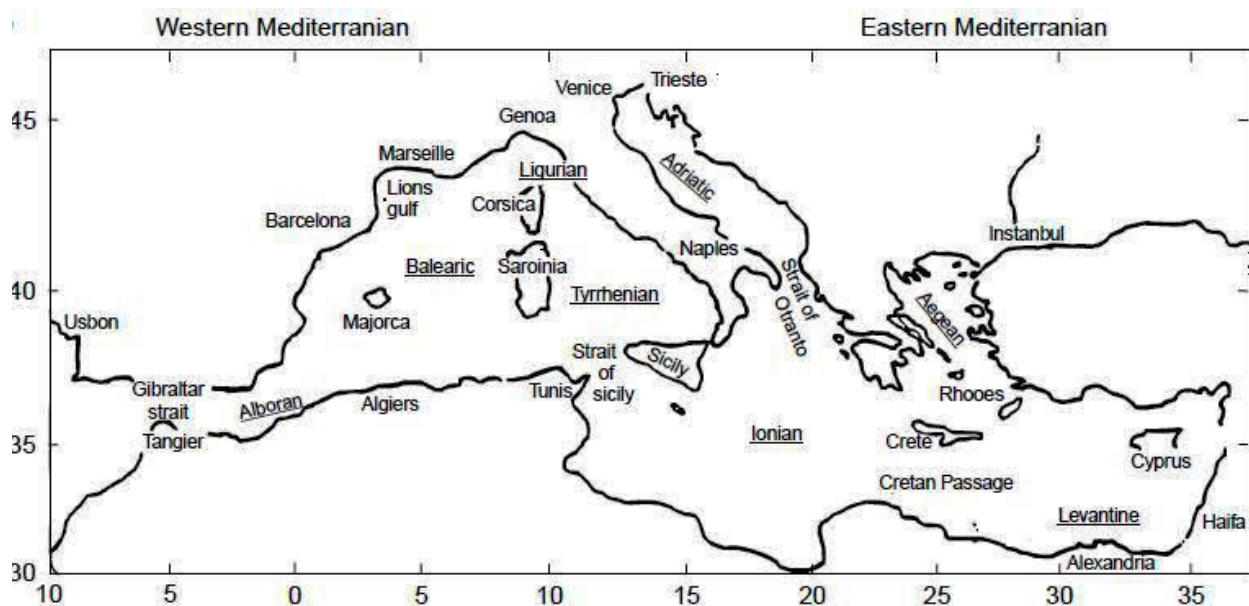 Western Mediterranian
Eastern Mediterranian
Venice
Trieste
45
Genoa
Marseille
Liqurian
Adriatic
Lions
gulf
Corsica
Barcelona
Instanbul
Naples
Balearic
Saroinia
Strait of
Otranto
40
Tyrrhenian
Aegean
Usbon
Majorca
Strait
of
sicily
Sicily
Gibraltar
strait
Alboran
Algiers
Tunis
Rhooes
Tangier
35
Ionian
Crete
Cyprus
Cretan Passage
Levantine
Haifa
Alexandria
30
10
5
0
5
10
15
20
25
30
35